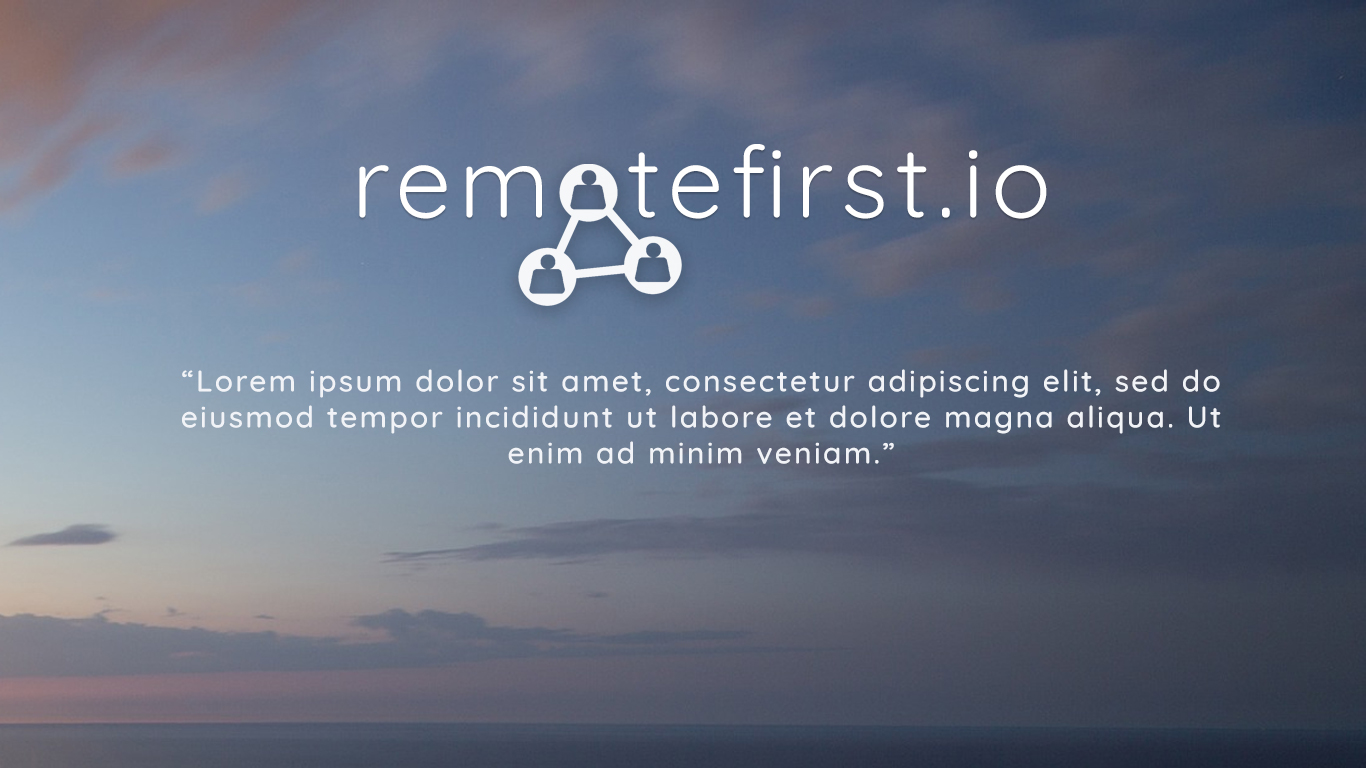 remotefirst.io
“Lorem ipsum dolor sit amet, consectetur adipiscing elit, sed do
eiusmod tempor incididunt ut labore et dolore magna aliqua. Ut
enim ad minim veniam.”